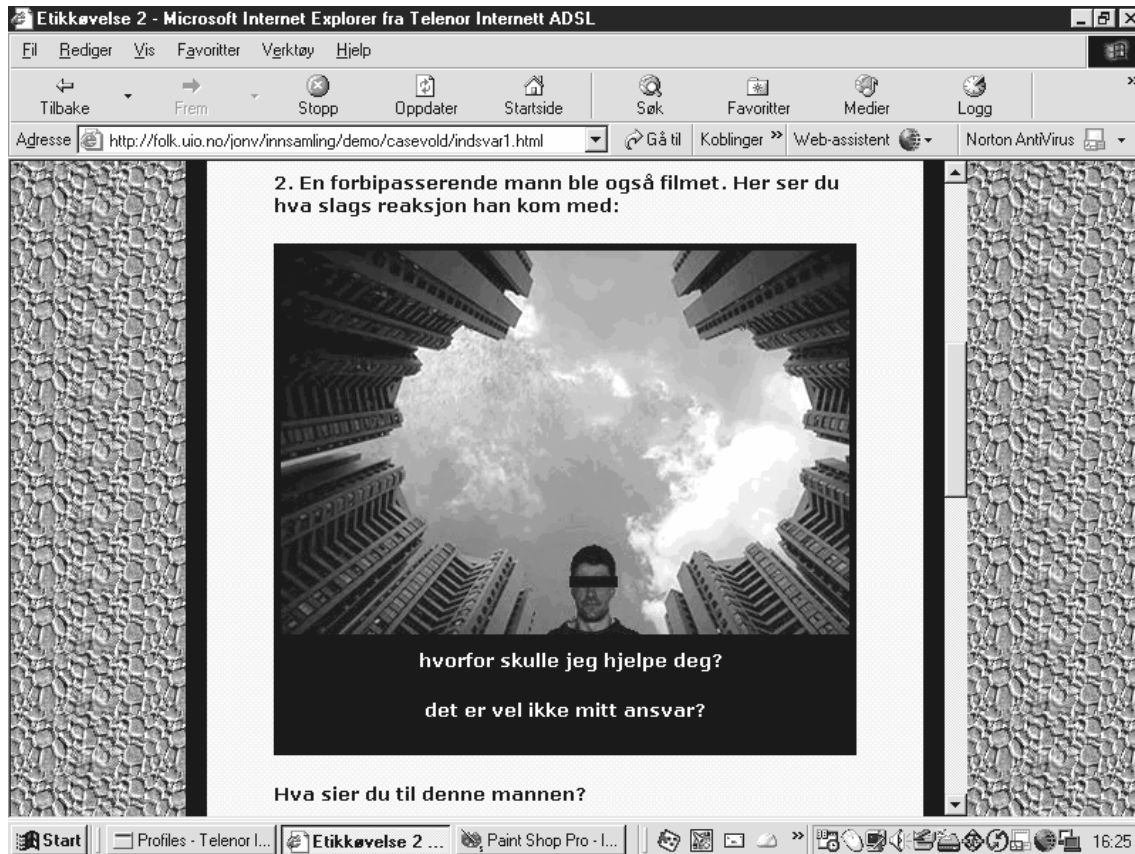 Etikkøvelse 2 - Microsoft Internet Explorer fra Telenor Internett ADSL
Fil Rediger Vis Favoritter Verktøy Hjelp
Tilbake Frem Stopp Oppdater Startside Søk Favoritter Medier Logg
Adresse http://folk.uio.no/jonv/innsamling/demo/casevold/indsvar1.html Gå til Koblinger Web-assistent Norton AntiVirus
2. En forbipasserende mann ble også filmet. Her ser du
hva slags reaksjon han kom med:
hvorfor skulle jeg hjelpe deg?
det er vel ikke mitt ansvar?
Hva sier du til denne mannen?
Start Profiles - Telenor I... Etikkøvelse 2 ... Paint Shop Pro - I... 16:25